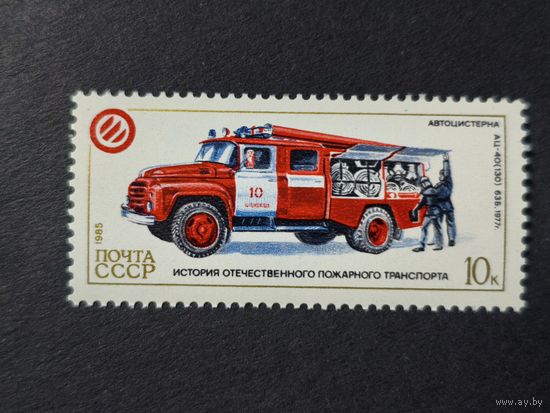 АВТОЦИСТЕРНА
АЦ-40(130) 63Б. 1977г.
10
1985
ПОЧТА
СССР
ИСТОРИЯ ОТЕЧЕСТВЕННОГО ПОЖАРНОГО ТРАНСПОРТА
10к
www.ay.by